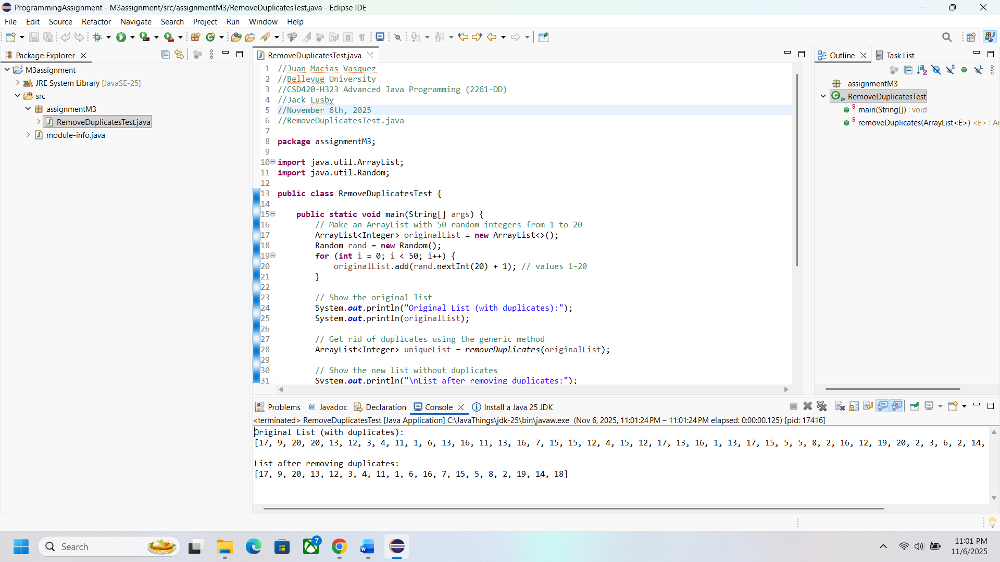 ProgrammingAssignment - M3assignment/src/assignmentM3/RemoveDuplicatesTest.java - Eclipse IDE
File Edit Source Refactor Navigate Search Project Run Window Help
Package Explorer
M3assignment
JRE System Library [JavaSE-25]
src
assignmentM3
RemoveDuplicatesTest.java
module-info.java
RemoveDuplicatesTest.java
1 //Juan Macias Vasquez
2 //Bellevue University
3 //CSD420-H323 Advanced Java Programming (2261-DD)
4 //Jack Lusby
5 //November 6th, 2025
6 //RemoveDuplicatesTest.java
7
8 package assignmentM3;
9
10 import java.util.ArrayList;
11 import java.util.Random;
12
13 public class RemoveDuplicatesTest {
14
15 public static void main(String[] args) {
16 // Make an ArrayList with 50 random integers from 1 to 20
17 ArrayList<Integer> originalList = new ArrayList<>();
18 Random rand = new Random();
19 for (int i = 0; i < 50; i++) {
20 originalList.add(rand.nextInt(20) + 1); // values 1–20
21 }
22
23 // Show the original list
24 System.out.println("Original List (with duplicates):");
25 System.out.println(originalList);
26
27 // Get rid of duplicates using the generic method
28 ArrayList<Integer> uniqueList = removeDuplicates(originalList);
29
30 // Show the new list without duplicates
31 System.out.println("\nList after removing duplicates:");
Outline Task List
assignmentM3
RemoveDuplicatesTest
S main(String[]) : void
S removeDuplicates(ArrayList<E>) <E> : Ar
Problems @ Javadoc Declaration Console Install a Java 25 JDK
<terminated> RemoveDuplicatesTest [Java Application] C:\JavaThings\jdk-25\bin\javaw.exe (Nov 6, 2025, 11:01:24 PM – 11:01:24 PM elapsed: 0:00:00.125) [pid: 17416]
Original List (with duplicates):
[17, 9, 20, 20, 13, 12, 3, 4, 11, 1, 6, 13, 16, 11, 13, 16, 7, 15, 15, 12, 4, 15, 12, 17, 13, 16, 1, 13, 17, 15, 5, 5, 8, 2, 16, 12, 19, 20, 2, 3, 6, 2, 14,
List after removing duplicates:
[17, 9, 20, 13, 12, 3, 4, 11, 1, 6, 16, 7, 15, 5, 8, 2, 19, 14, 18]
Search
7
11:01 PM
11/6/2025